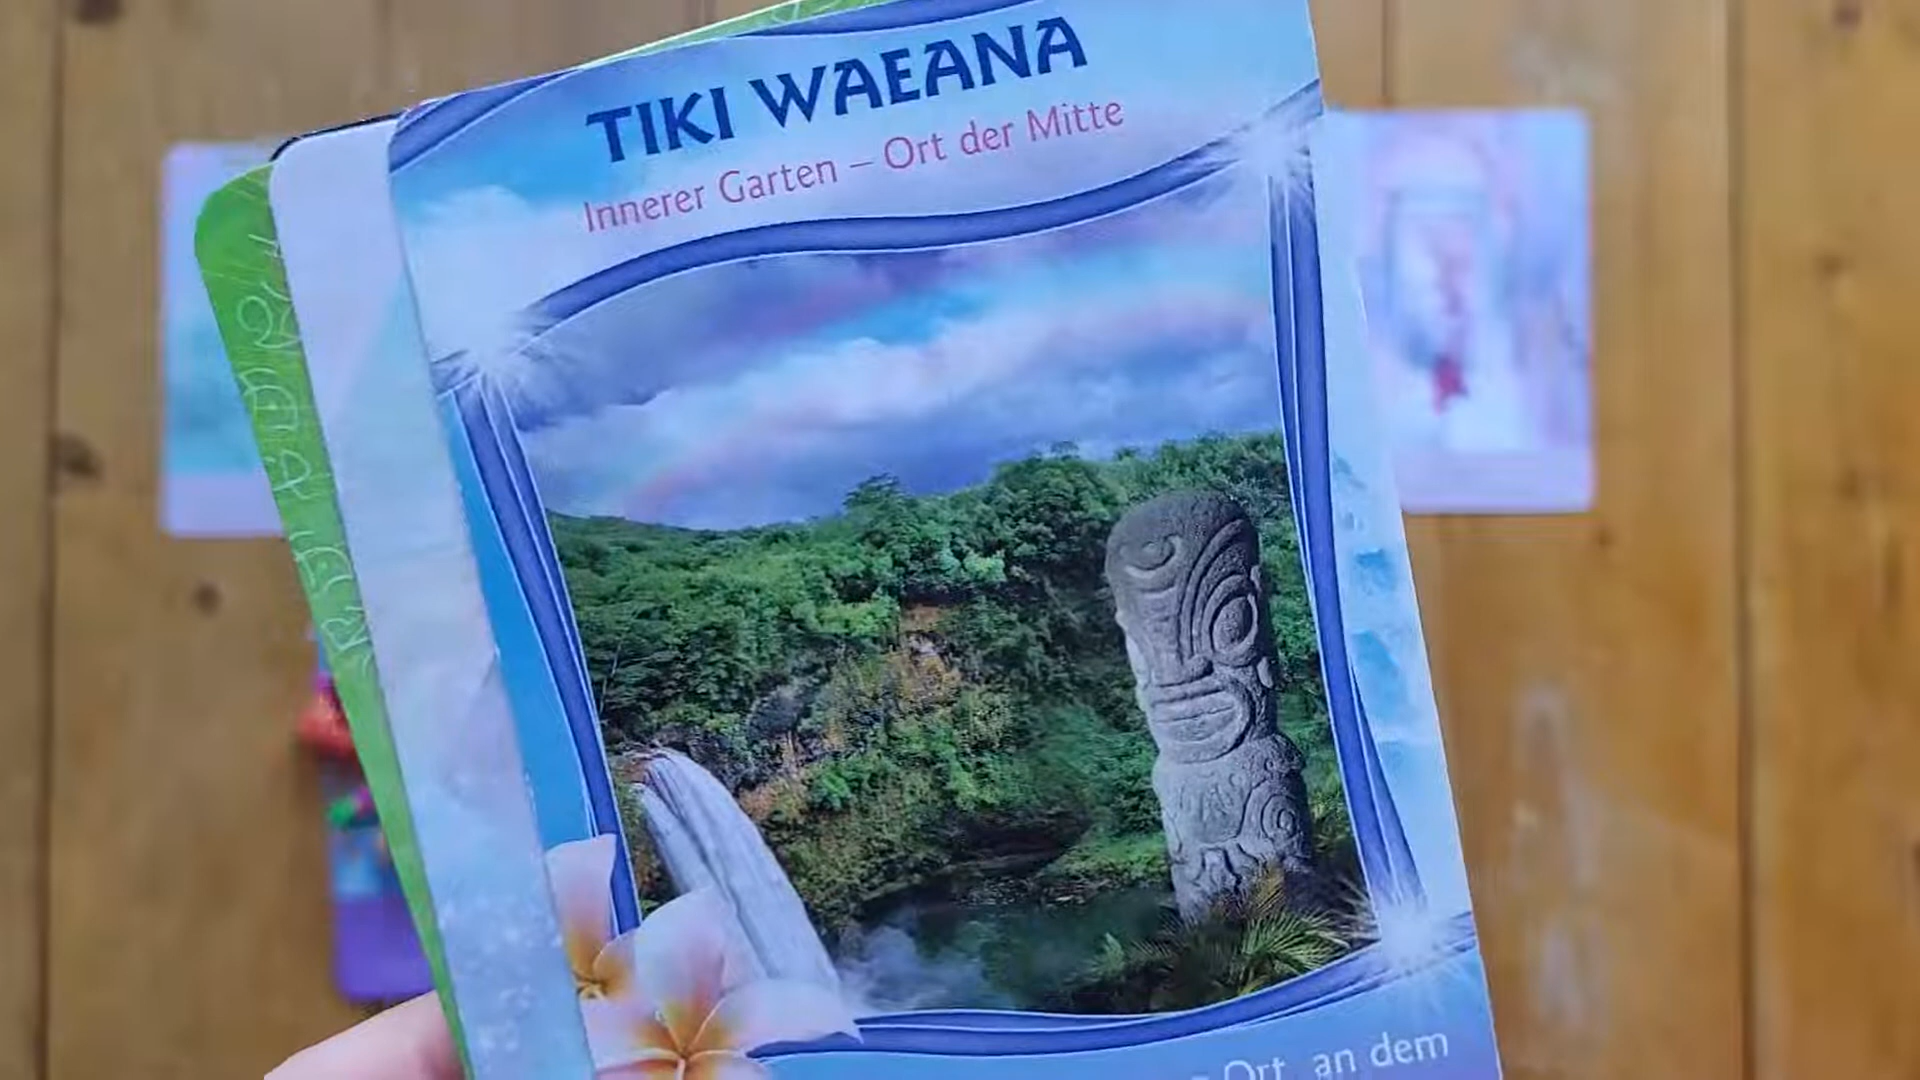 TIKI WAEANA
Innerer Garten – Ort der Mitte
– Ort, an dem